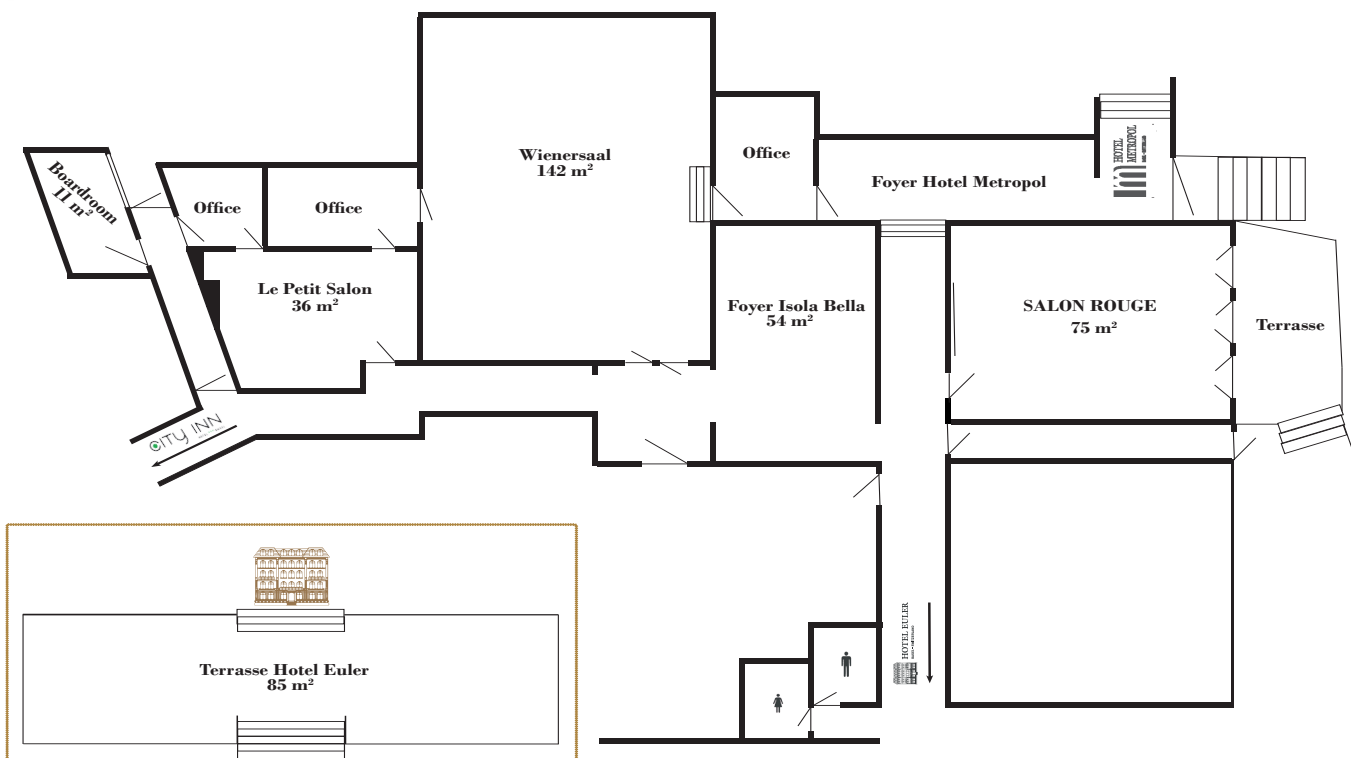 Wienersaal
142 m²
Office
Foyer Hotel Metropol
HOTEL
METROPOL
Boardroom
11 m²
Office
Office
Le Petit Salon
36 m²
Foyer Isola Bella
54 m²
SALON ROUGE
75 m²
Terrasse
CITY INN
HOTEL EULER
Terrasse Hotel Euler
85 m²